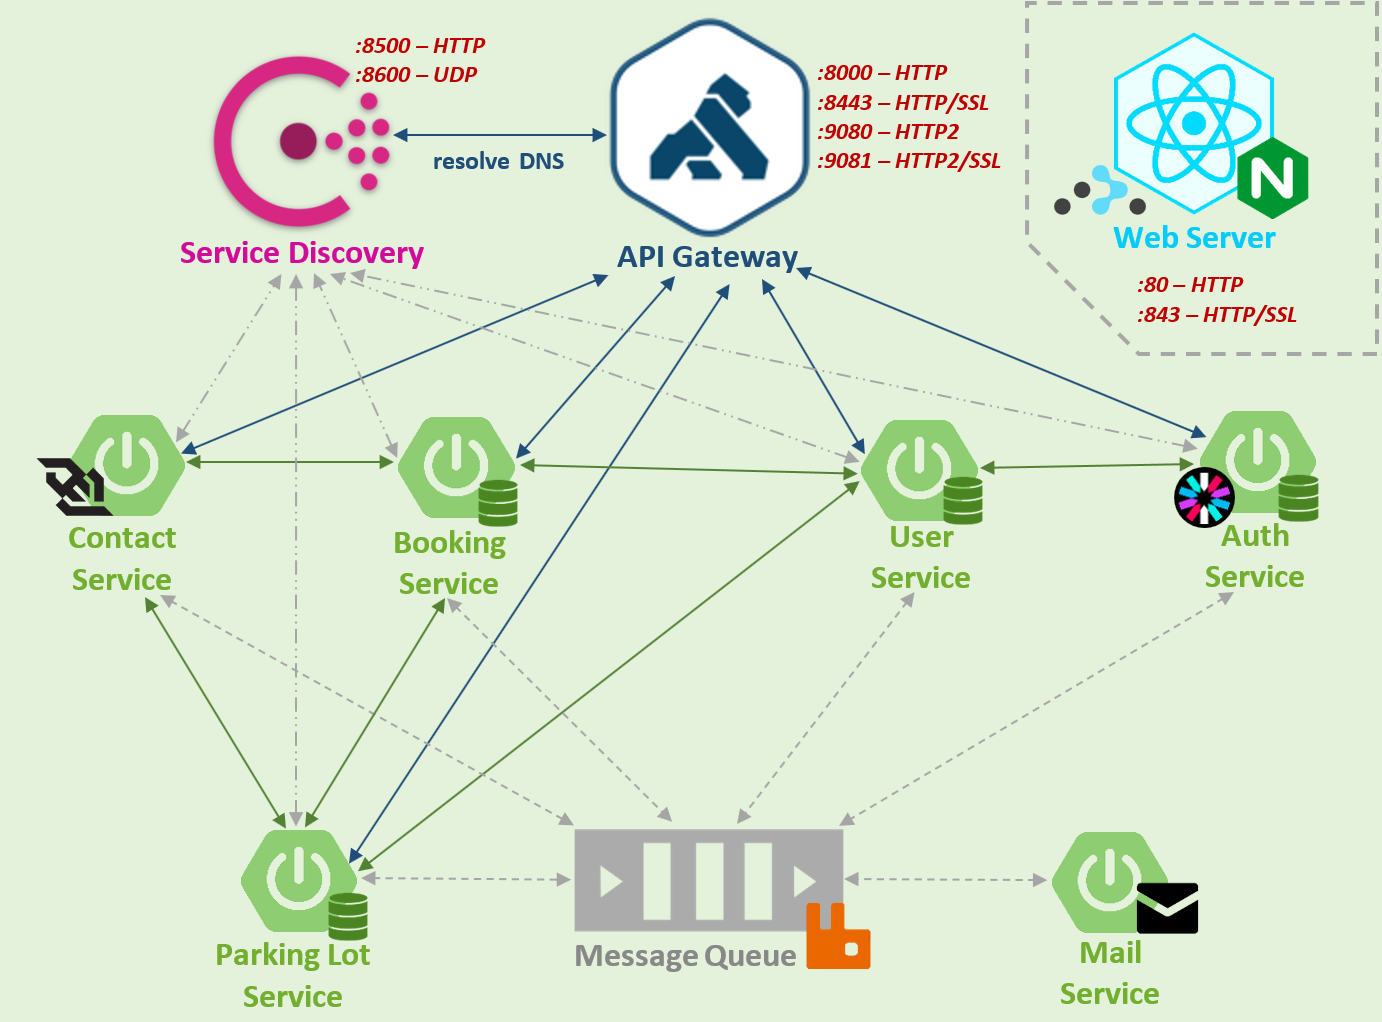 :8500 – HTTP
:8600 – UDP
resolve DNS
Service Discovery
:8000 – HTTP
:8443 – HTTP/SSL
:9080 – HTTP2
:9081 – HTTP2/SSL
API Gateway
N
Web Server
:80 – HTTP
:843 – HTTP/SSL
Contact
Service
Booking
Service
User
Service
Auth
Service
Parking Lot
Service
Message Queue
Mail
Service